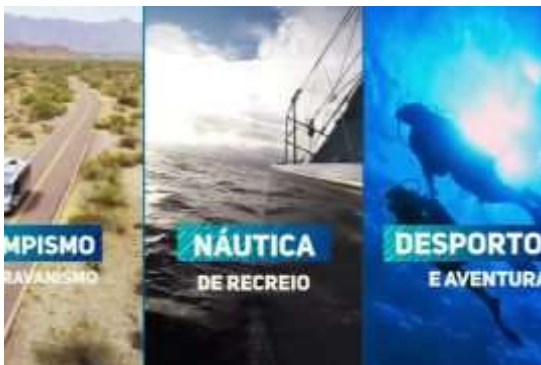 MPISMO
RAVANISMO
NÁUTICA
DE RECREIO
DESPORTO
E AVENTURA